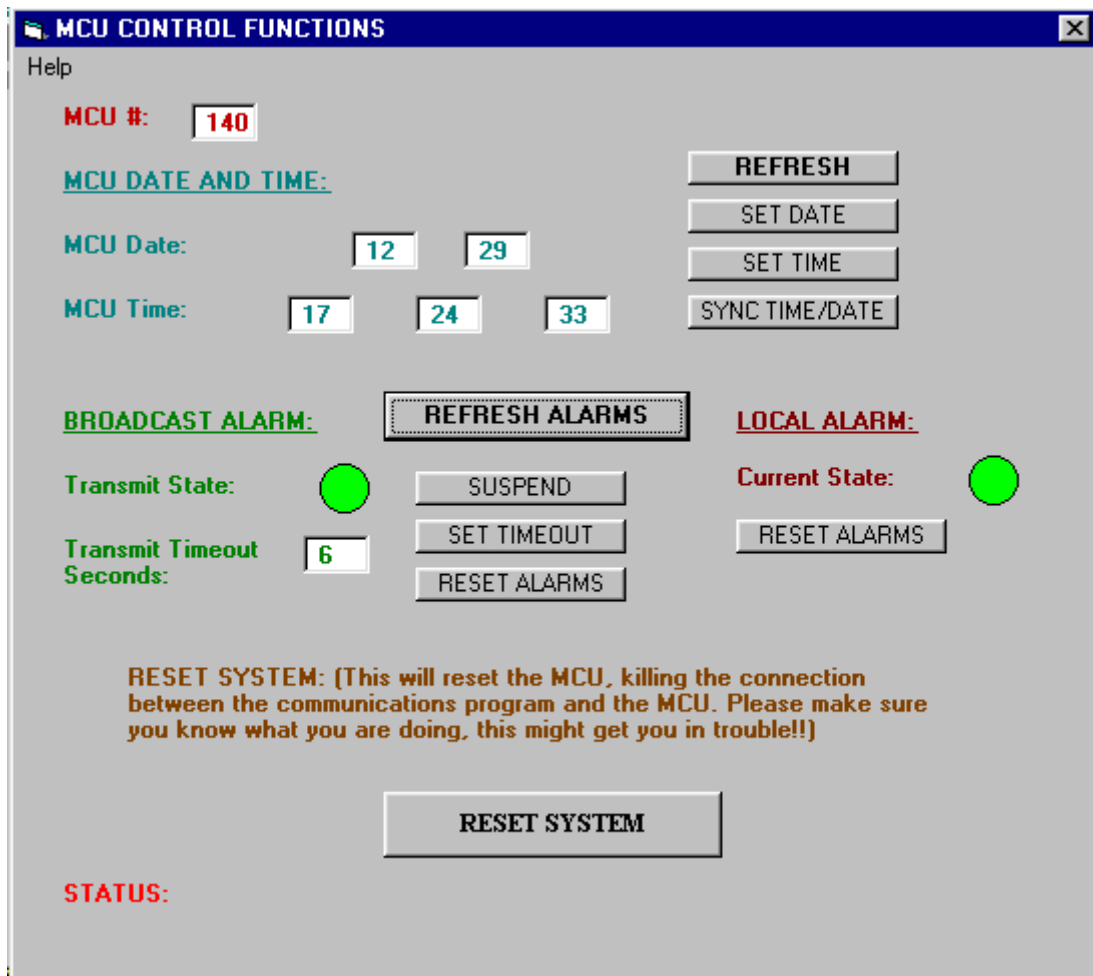 MCU CONTROL FUNCTIONS
Help
MCU #: 140
MCU DATE AND TIME:
REFRESH
SET DATE
MCU Date: 12 29
SET TIME
MCU Time: 17 24 33
SYNC TIME/DATE
BROADCAST ALARM:
REFRESH ALARMS
LOCAL ALARM:
Transmit State:
SUSPEND
Current State:
Transmit Timeout
Seconds:
6
SET TIMEOUT
RESET ALARMS
RESET ALARMS
RESET SYSTEM: (This will reset the MCU, killing the connection
between the communications program and the MCU. Please make sure
you know what you are doing, this might get you in trouble!!)
RESET SYSTEM
STATUS: